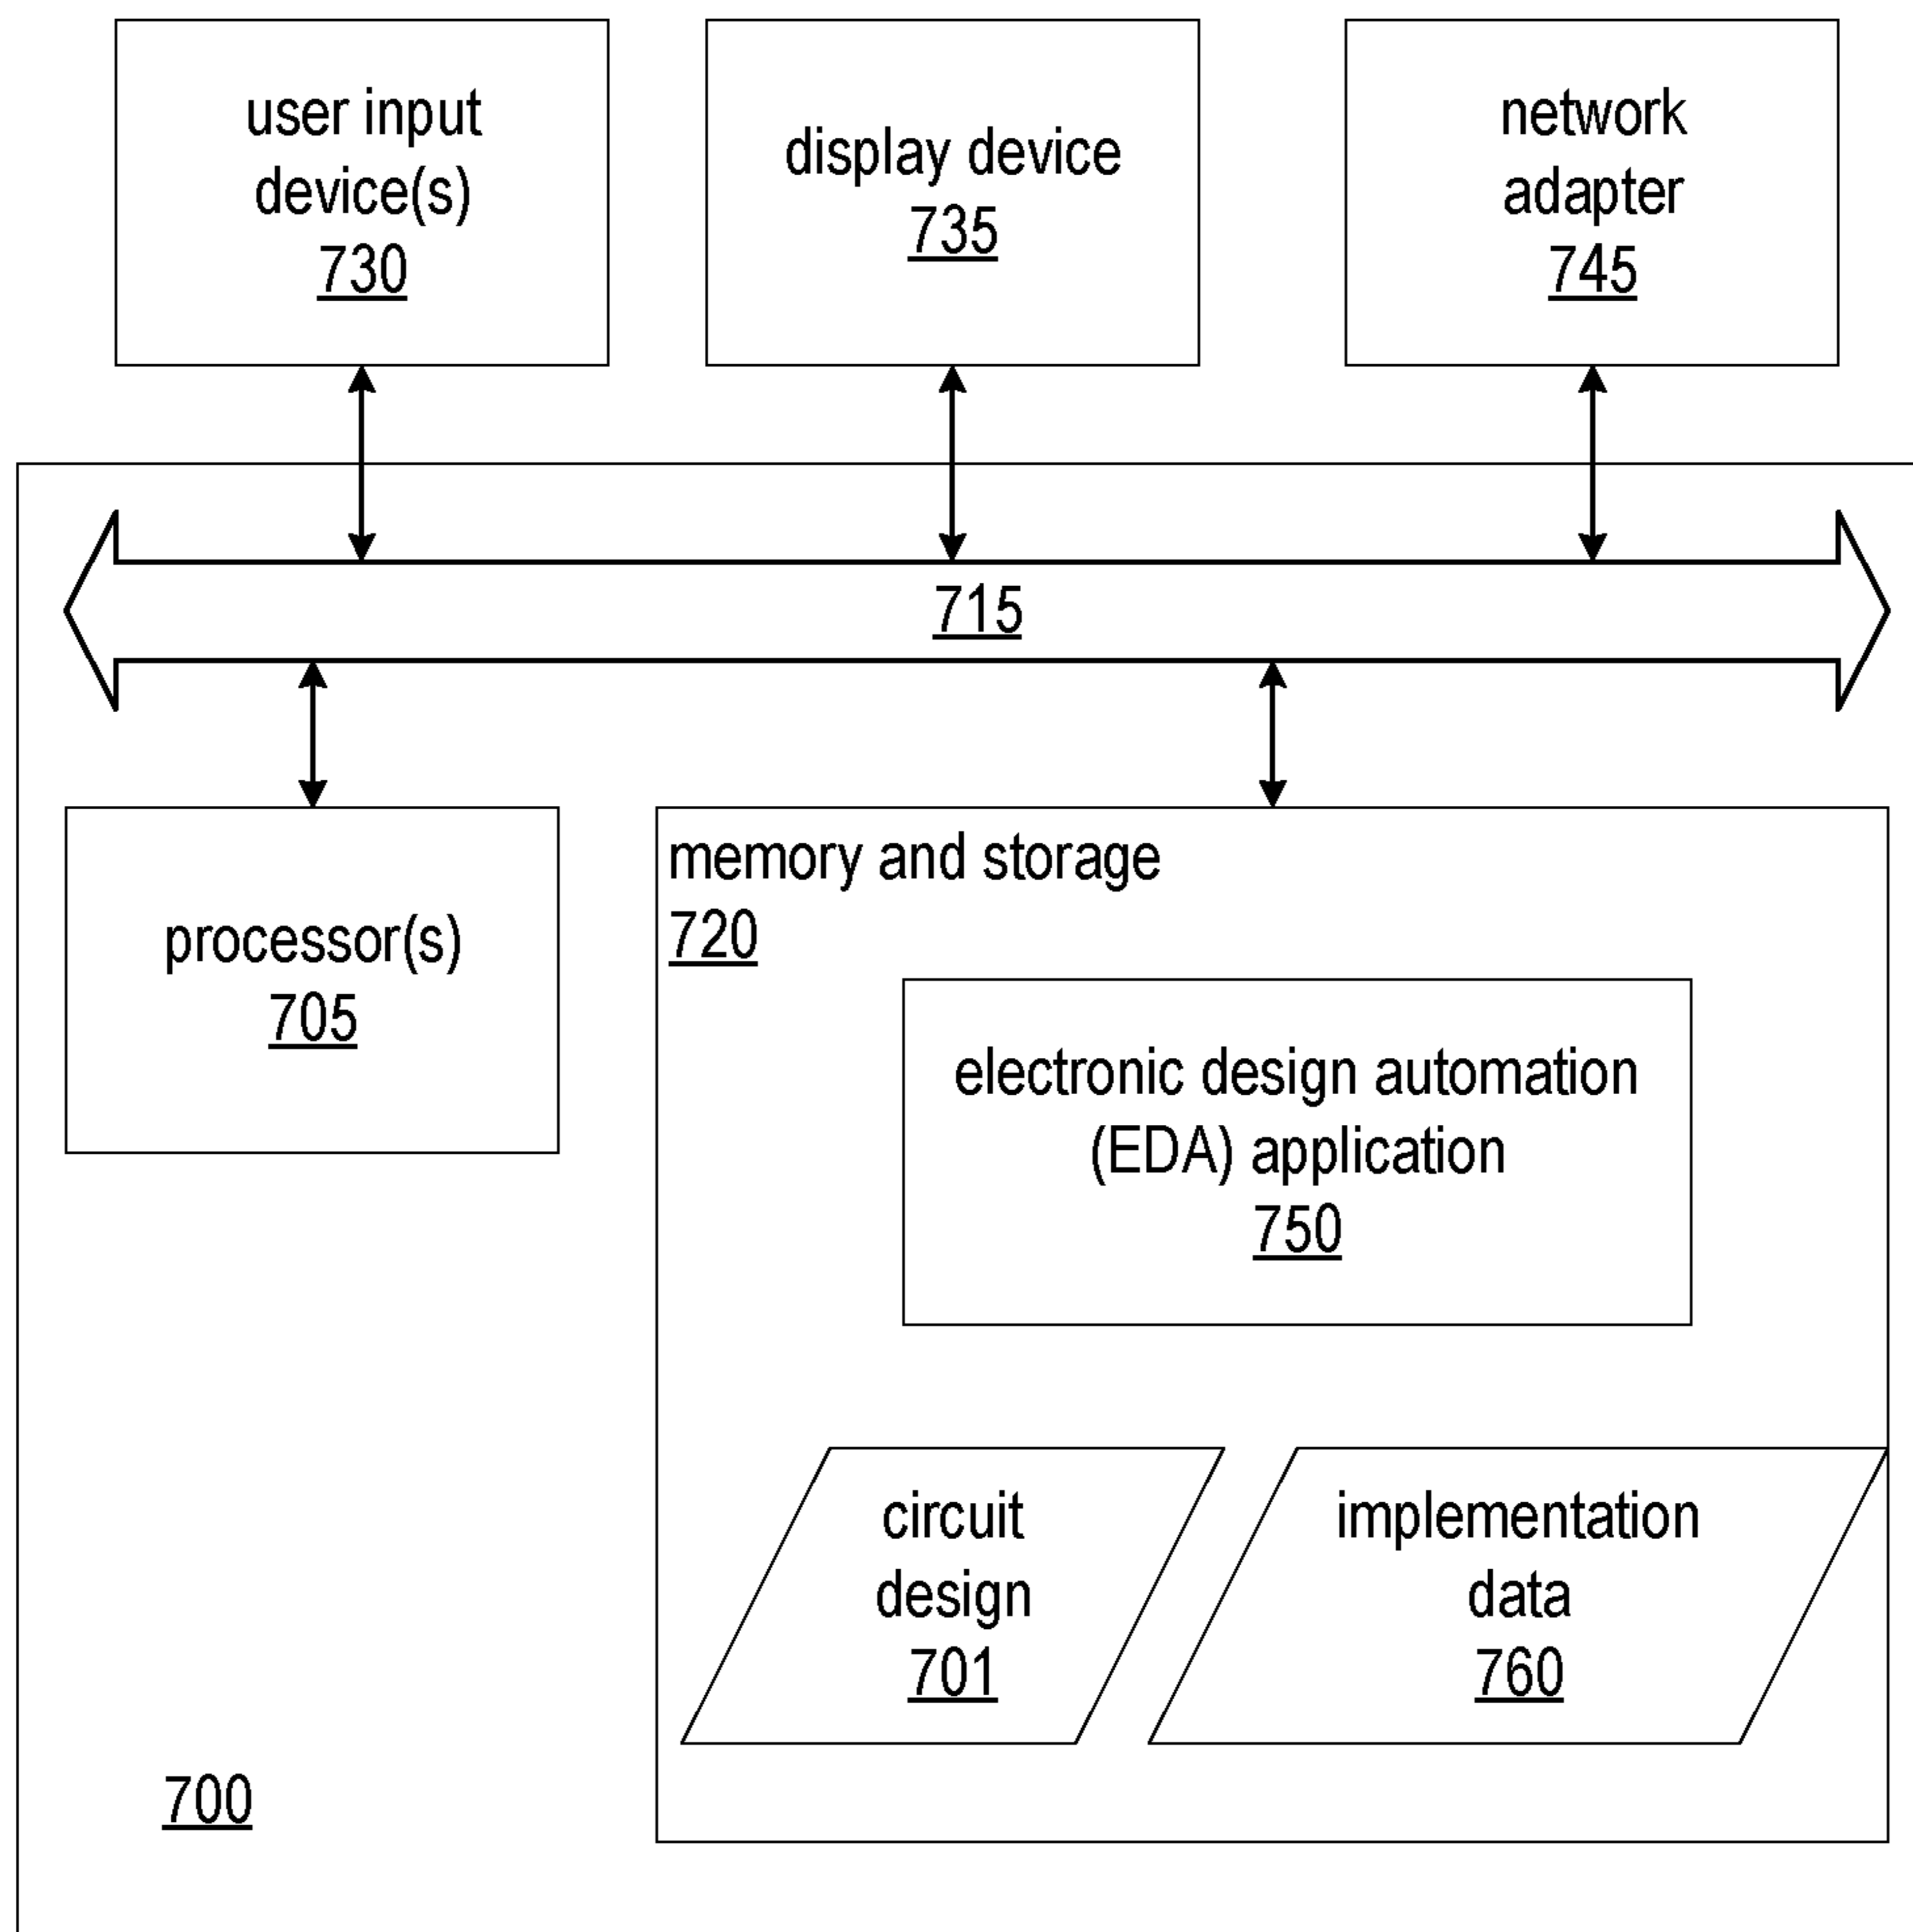 user input
device(s)
730
display device
735
network
adapter
745
715
processor(s)
705
memory and storage
720
electronic design automation
(EDA) application
750
circuit
design
701
implementation
data
760
700